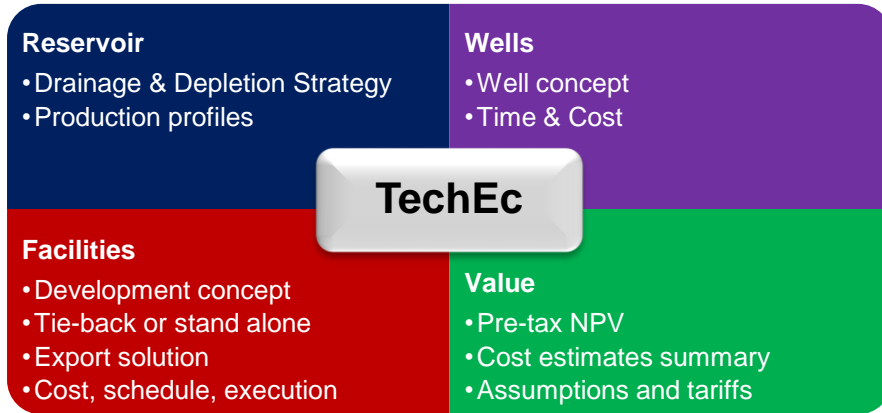 Reservoir
•Drainage & Depletion Strategy
•Production profiles
Wells
•Well concept
•Time & Cost
TechEc
Facilities
•Development concept
•Tie-back or stand alone
•Export solution
•Cost, schedule, execution
Value
•Pre-tax NPV
•Cost estimates summary
•Assumptions and tariffs